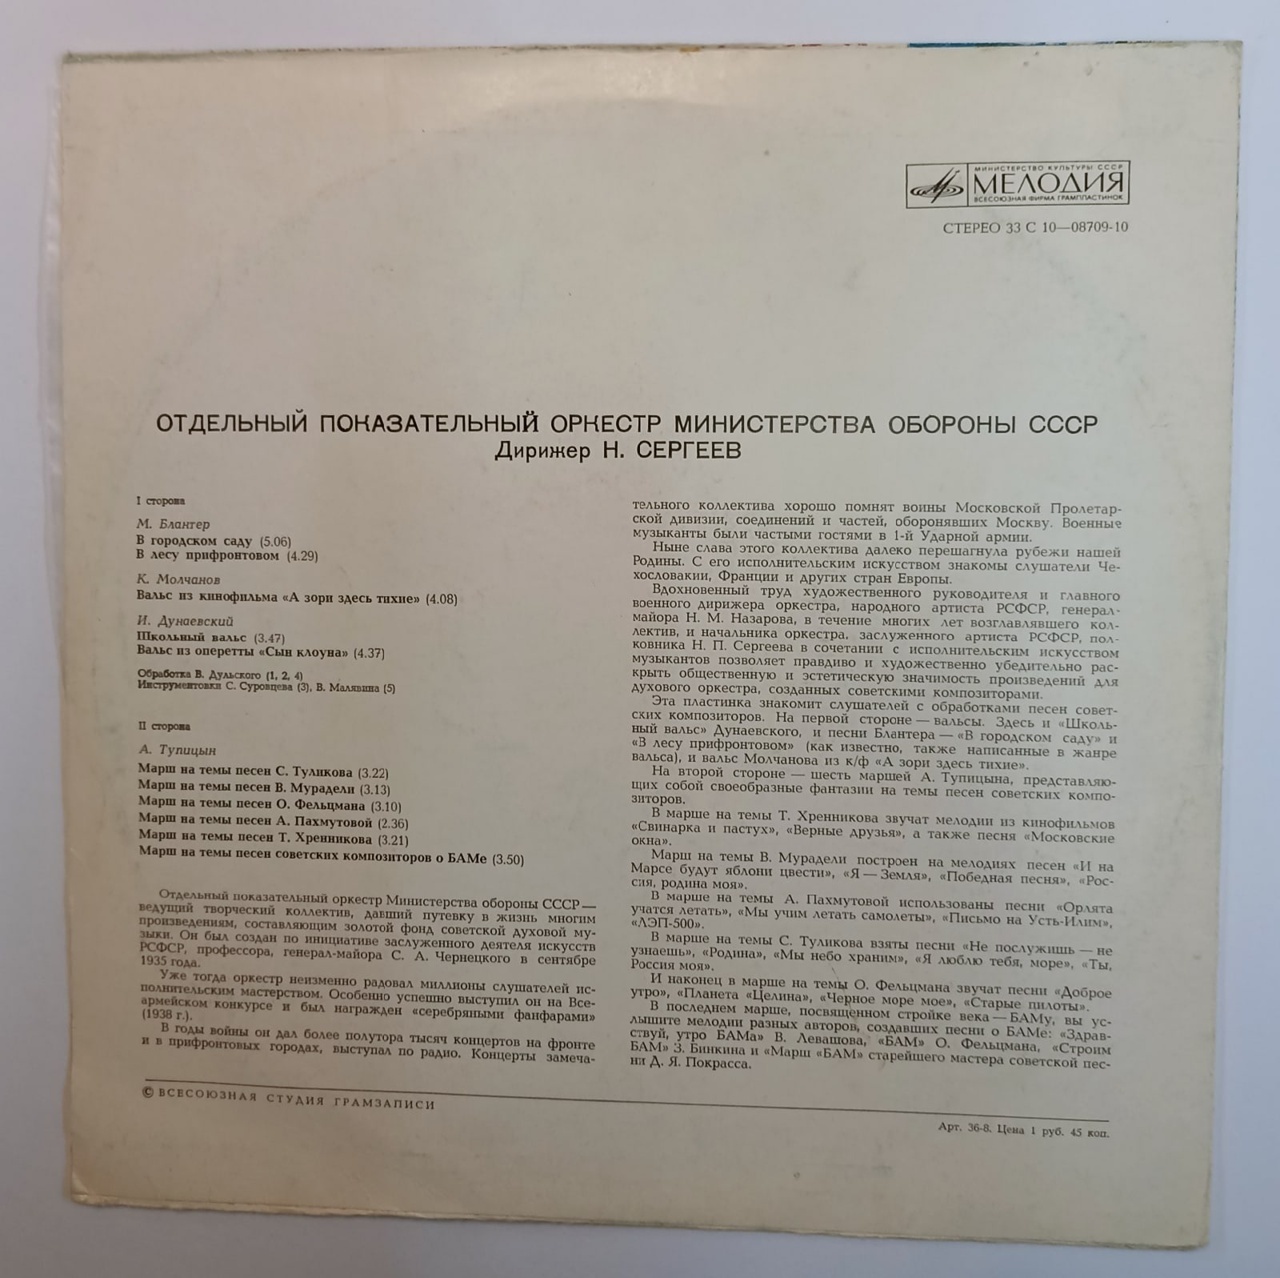 МИНИСТЕРСТВО КУЛЬТУРЫ СССР
МЕЛОДИЯ
ВСЕСОЮЗНАЯ ФИРМА ГРАМПЛАСТИНОК
СТЕРЕО 33 С 10—08709-10
ОТДЕЛЬНЫЙ ПОКАЗАТЕЛЬНЫЙ ОРКЕСТР МИНИСТЕРСТВА ОБОРОНЫ СССР
Дирижер Н. СЕРГЕЕВ
I сторона
М. Блантер
В городском саду (5.06)
В лесу прифронтовом (4.29)
К. Молчанов
Вальс из кинофильма «А зори здесь тихие» (4.08)
И. Дунаевский
Школьный вальс (3.47)
Вальс из оперетты «Сын клоуна» (4.37)
Обработка В. Дульского (1, 2, 4)
Инструментовки С. Суровцева (3), В. Малявина (5)
II сторона
А. Тупицын
Марш на темы песен С. Туликова (3.22)
Марш на темы песен В. Мурадели (3.13)
Марш на темы песен О. Фельцмана (3.10)
Марш на темы песен А. Пахмутовой (2.36)
Марш на темы песен Т. Хренникова (3.21)
Марш на темы песен советских композиторов о БАМе (3.50)
Отдельный показательный оркестр Министерства обороны СССР —
ведущий творческий коллектив, давший путевку в жизнь многим
произведениям, составляющим золотой фонд советской духовой му-
зыки. Он был создан по инициативе заслуженного деятеля искусств
РСФСР, профессора, генерал-майора С. А. Чернецкого в сентябре
1935 года.
Уже тогда оркестр неизменно радовал миллионы слушателей ис-
полнительским мастерством. Особенно успешно выступил он на Все-
армейском конкурсе и был награжден «серебряными фанфарами»
(1938 г.).
В годы войны он дал более полутора тысяч концертов на фронте
и в прифронтовых городах, выступал по радио. Концерты замеча-
тельного коллектива хорошо помнят воины Московской Пролетар-
ской дивизии, соединений и частей, оборонявших Москву. Военные
музыканты были частыми гостями в 1-й Ударной армии.
Ныне слава этого коллектива далеко перешагнула рубежи нашей
Родины. С его исполнительским искусством знакомы слушатели Че-
хословакии, Франции и других стран Европы.
Вдохновенный труд художественного руководителя и главного
военного дирижера оркестра, народного артиста РСФСР, генерал-
майора Н. М. Назарова, в течение многих лет возглавлявшего кол-
лектив, и начальника оркестра, заслуженного артиста РСФСР, пол-
ковника Н. П. Сергеева в сочетании с исполнительским искусством
музыкантов позволяет правдиво и художественно убедительно рас-
крыть общественную и эстетическую значимость произведений для
духового оркестра, созданных советскими композиторами.
Эта пластинка знакомит слушателей с обработками песен совет-
ских композиторов. На первой стороне — вальсы. Здесь и «Школь-
ный вальс» Дунаевского, и песни Блантера — «В городском саду» и
«В лесу прифронтовом» (как известно, также написанные в жанре
вальса), и вальс Молчанова из к/ф «А зори здесь тихие».
На второй стороне — шесть маршей А. Тупицына, представляю-
щих собой своеобразные фантазии на темы песен советских компо-
зиторов.
В марше на темы Т. Хренникова звучат мелодии из кинофильмов
«Свинарка и пастух», «Верные друзья», а также песня «Московские
окна».
Марш на темы В. Мурадели построен на мелодиях песен «И на
Марсе будут яблони цвести», «Я — Земля», «Победная песня», «Рос-
сия, родина моя».
В марше на темы А. Пахмутовой использованы песни «Орлята
учатся летать», «Мы учим летать самолеты», «Письмо на Усть-Илим»,
«ЛЭП-500».
В марше на темы С. Туликова взяты песни «Не послужишь — не
узнаешь», «Родина», «Мы небо храним», «Я люблю тебя, море», «Ты,
Россия моя».
И наконец в марше на темы О. Фельцмана звучат песни «Доброе
утро», «Планета «Целина», «Черное море мое», «Старые пилоты».
В последнем марше, посвященном стройке века — БАМу, вы ус-
лышите мелодии разных авторов, создавших песни о БАМе: «Здрав-
ствуй, утро БАМа» В. Левашова, «БАМ» О. Фельцмана, «Строим
БАМ» З. Бинкина и «Марш «БАМ» старейшего мастера советской пес-
ни Д. Я. Покрасса.
© ВСЕСОЮЗНАЯ СТУДИЯ ГРАМЗАПИСИ
Арт. 36-8. Цена 1 руб. 45 коп.